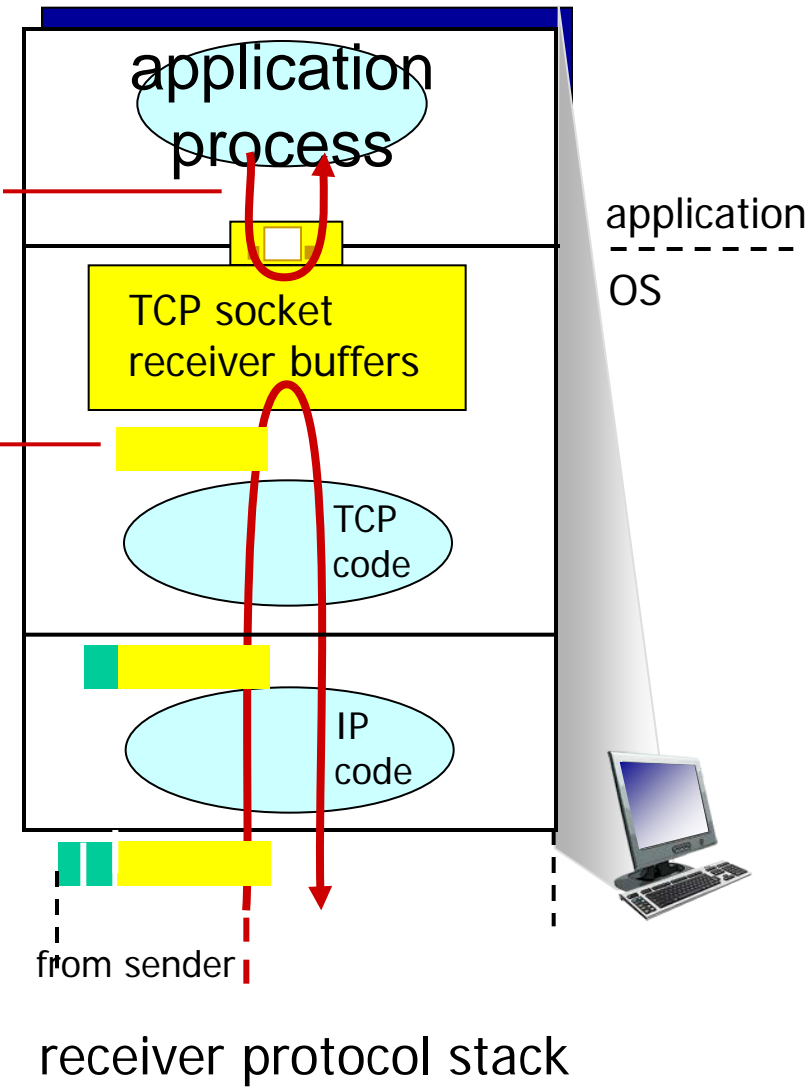 application
process
application
OS
TCP socket
receiver buffers
TCP
code
IP
code
from sender
receiver protocol stack